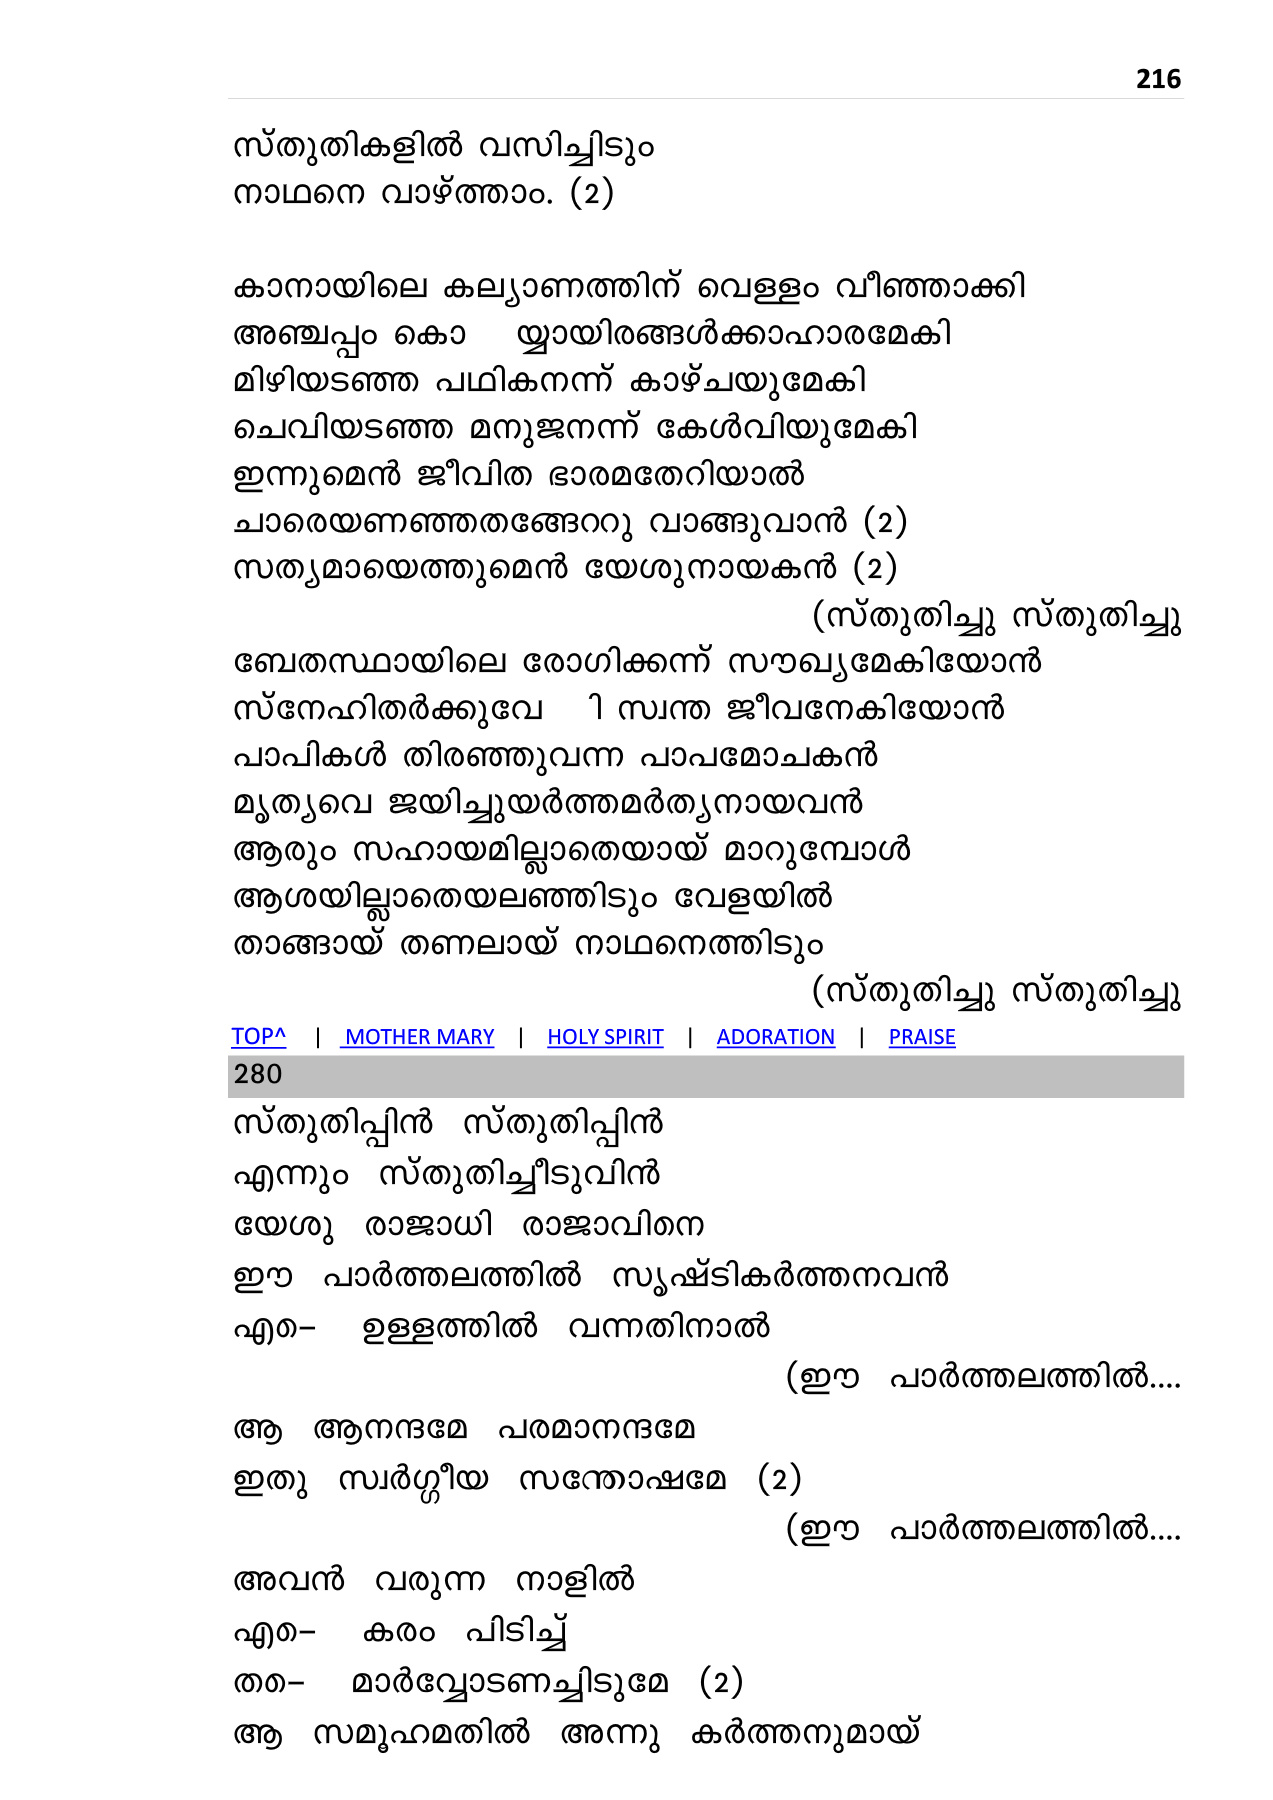 216
സ്തുതികളിൽ വസിച്ചിടും
നാഥനെ വാഴ്ത്താം. (2)
കാനായിലെ കല്യാണത്തിന് വെള്ളം വീഞ്ഞാക്കി
അഞ്ചപ്പം കൊ യ്യായിരങ്ങൾക്കാഹാരമേകി
മിഴിയടഞ്ഞ പഥികനന്ന് കാഴ്ചയുമേകി
ചെവിയടഞ്ഞ മനുജനന്ന് കേൾവിയുമേകി
ഇന്നുമെൻ ജീവിത ഭാരമതേറിയാൽ
ചാരെയണഞ്ഞതങ്ങേററു വാങ്ങുവാൻ (2)
സത്യമായെത്തുമെൻ യേശുനായകൻ (2)
(സ്തുതിച്ചു സ്തുതിച്ചു
ബേതസ്ഥായിലെ രോഗിക്കന്ന് സൗഖ്യമേകിയോൻ
സ്നേഹിതർക്കുവേ ി സ്വന്ത ജീവനേകിയോൻ
പാപികൾ തിരഞ്ഞുവന്ന പാപമോചകൻ
മൃത്യവെ ജയിച്ചുയർത്തമർത്യനായവൻ
ആരും സഹായമില്ലാതെയായ് മാറുമ്പോൾ
ആശയില്ലാതെയലഞ്ഞിടും വേളയിൽ
താങ്ങായ് തണലായ് നാഥനെത്തിടും
(സ്തുതിച്ചു സ്തുതിച്ചു
TOP^ | MOTHER MARY | HOLY SPIRIT | ADORATION | PRAISE
280
സ്തുതിപ്പിൻ സ്തുതിപ്പിൻ
എന്നും സ്തുതിച്ചീടുവിൻ
യേശു രാജാധി രാജാവിനെ
ഈ പാർത്തലത്തിൽ സൃഷ്ടികർത്തനവൻ
എെ– ഉള്ളത്തിൽ വന്നതിനാൽ
(ഈ പാർത്തലത്തിൽ....
ആ ആനന്ദമേ പരമാനന്ദമേ
ഇതു സ്വർഗ്ഗീയ സന്തോഷമേ (2)
(ഈ പാർത്തലത്തിൽ....
അവൻ വരുന്ന നാളിൽ
എെ– കരം പിടിച്ച്
തെ– മാർവ്വോടണച്ചിടുമേ (2)
ആ സമൂഹമതിൽ അന്നു കർത്തനുമായ്